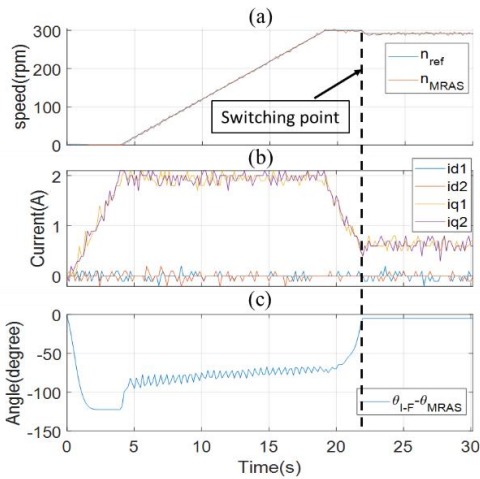 (a)
speed(rpm)
300
200
100
0
n_ref
n_MRAS
Switching point
(b)
Current(A)
2
1
0
id1
id2
iq1
iq2
(c)
Angle(degree)
0
-50
-100
-150
θ_I-F-θ_MRAS
0 5 10 15 20 25 30
Time(s)